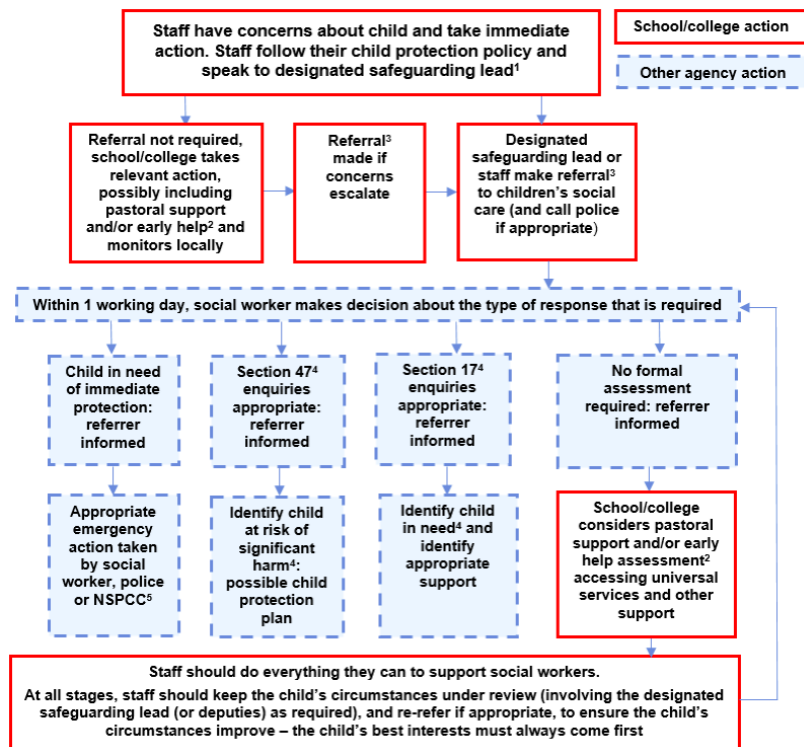 Staff have concerns about child and take immediate
action. Staff follow their child protection policy and
speak to designated safeguarding lead¹
School/college action
Other agency action
Referral not required,
school/college takes
relevant action,
possibly including
pastoral support
and/or early help² and
monitors locally
Referral³
made if
concerns
escalate
Designated
safeguarding lead or
staff make referral³
to children’s social
care (and call police
if appropriate)
Within 1 working day, social worker makes decision about the type of response that is required
Child in need
of immediate
protection:
referrer
informed
Section 47⁴
enquiries
appropriate:
referrer
informed
Section 17⁴
enquiries
appropriate:
referrer
informed
No formal
assessment
required: referrer
informed
Appropriate
emergency
action taken
by social
worker, police
or NSPCC⁵
Identify child
at risk of
significant
harm⁴:
possible child
protection
plan
Identify child
in need⁴ and
identify
appropriate
support
School/college
considers pastoral
support and/or early
help assessment²
accessing universal
services and other
support
Staff should do everything they can to support social workers.
At all stages, staff should keep the child’s circumstances under review (involving the designated
safeguarding lead (or deputies) as required), and re-refer if appropriate, to ensure the child’s
circumstances improve – the child’s best interests must always come first